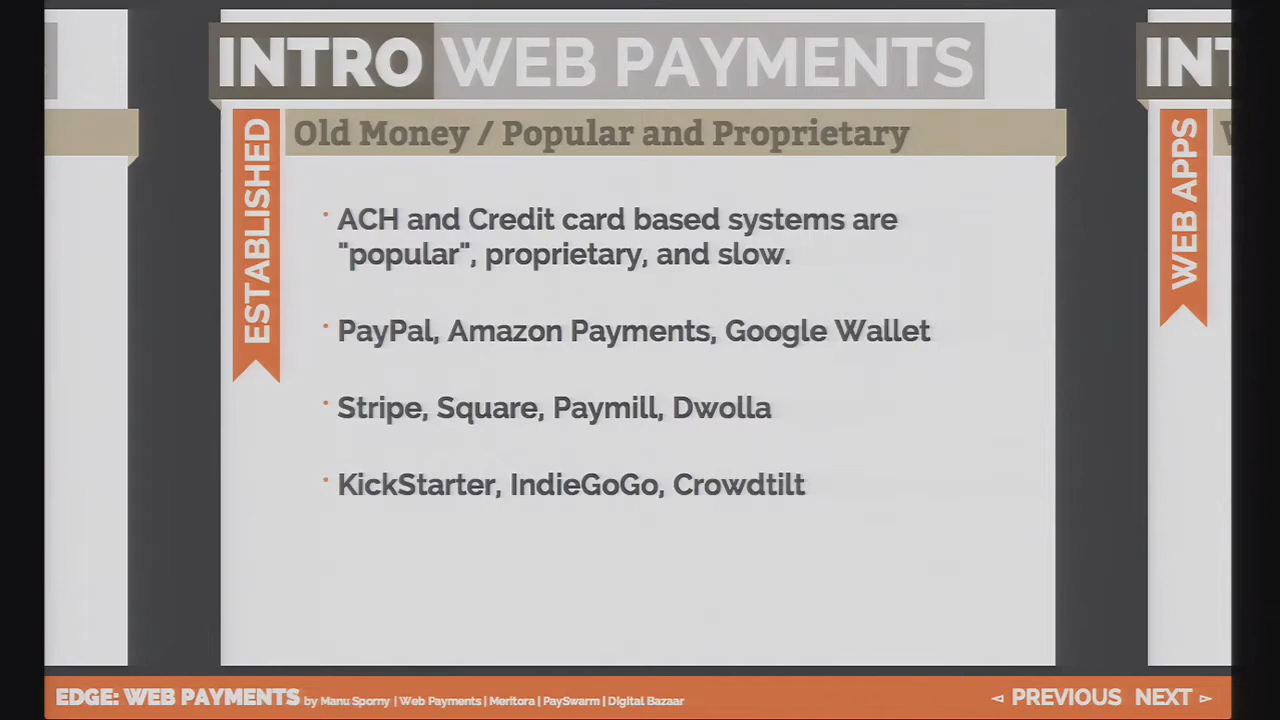 INTRO WEB PAYMENTS
Old Money / Popular and Proprietary
ESTABLISHED
ACH and Credit card based systems are
"popular", proprietary, and slow.
PayPal, Amazon Payments, Google Wallet
Stripe, Square, Paymill, Dwolla
KickStarter, IndieGoGo, Crowdtilt
INT
WEB APPS
EDGE: WEB PAYMENTS by Manu Sporny | Web Payments | Meritora | PaySwarm | Digital Bazaar
◅ PREVIOUS NEXT ▻